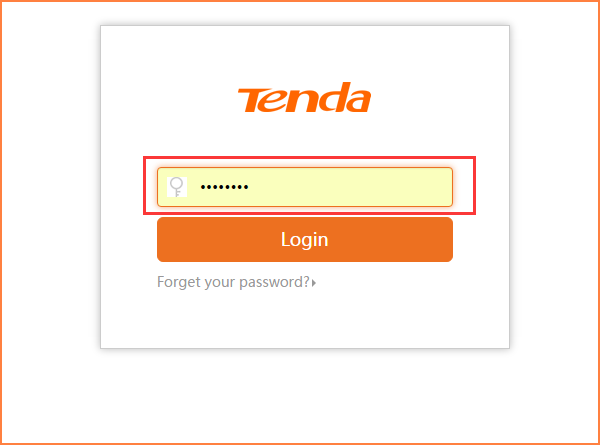 Tenda
••••••••
Login
Forget your password?